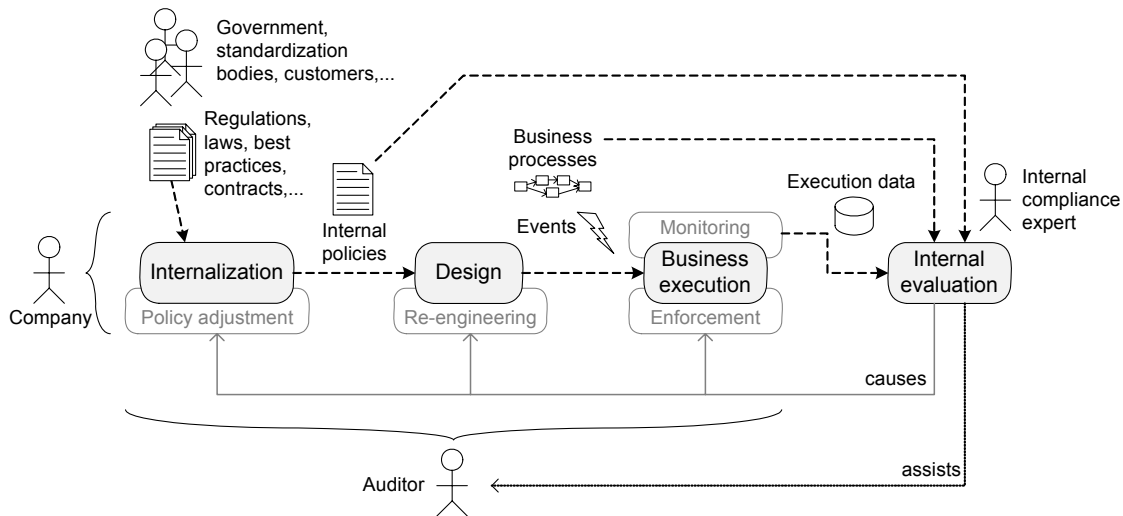 Government,
standardization
bodies, customers,...
Regulations,
laws, best
practices,
contracts,...
Internal
policies
Business
processes
Events
Execution data
Internal
compliance
expert
Company
Internalization
Policy adjustment
Design
Re-engineering
Monitoring
Business
execution
Enforcement
Internal
evaluation
causes
assists
Auditor